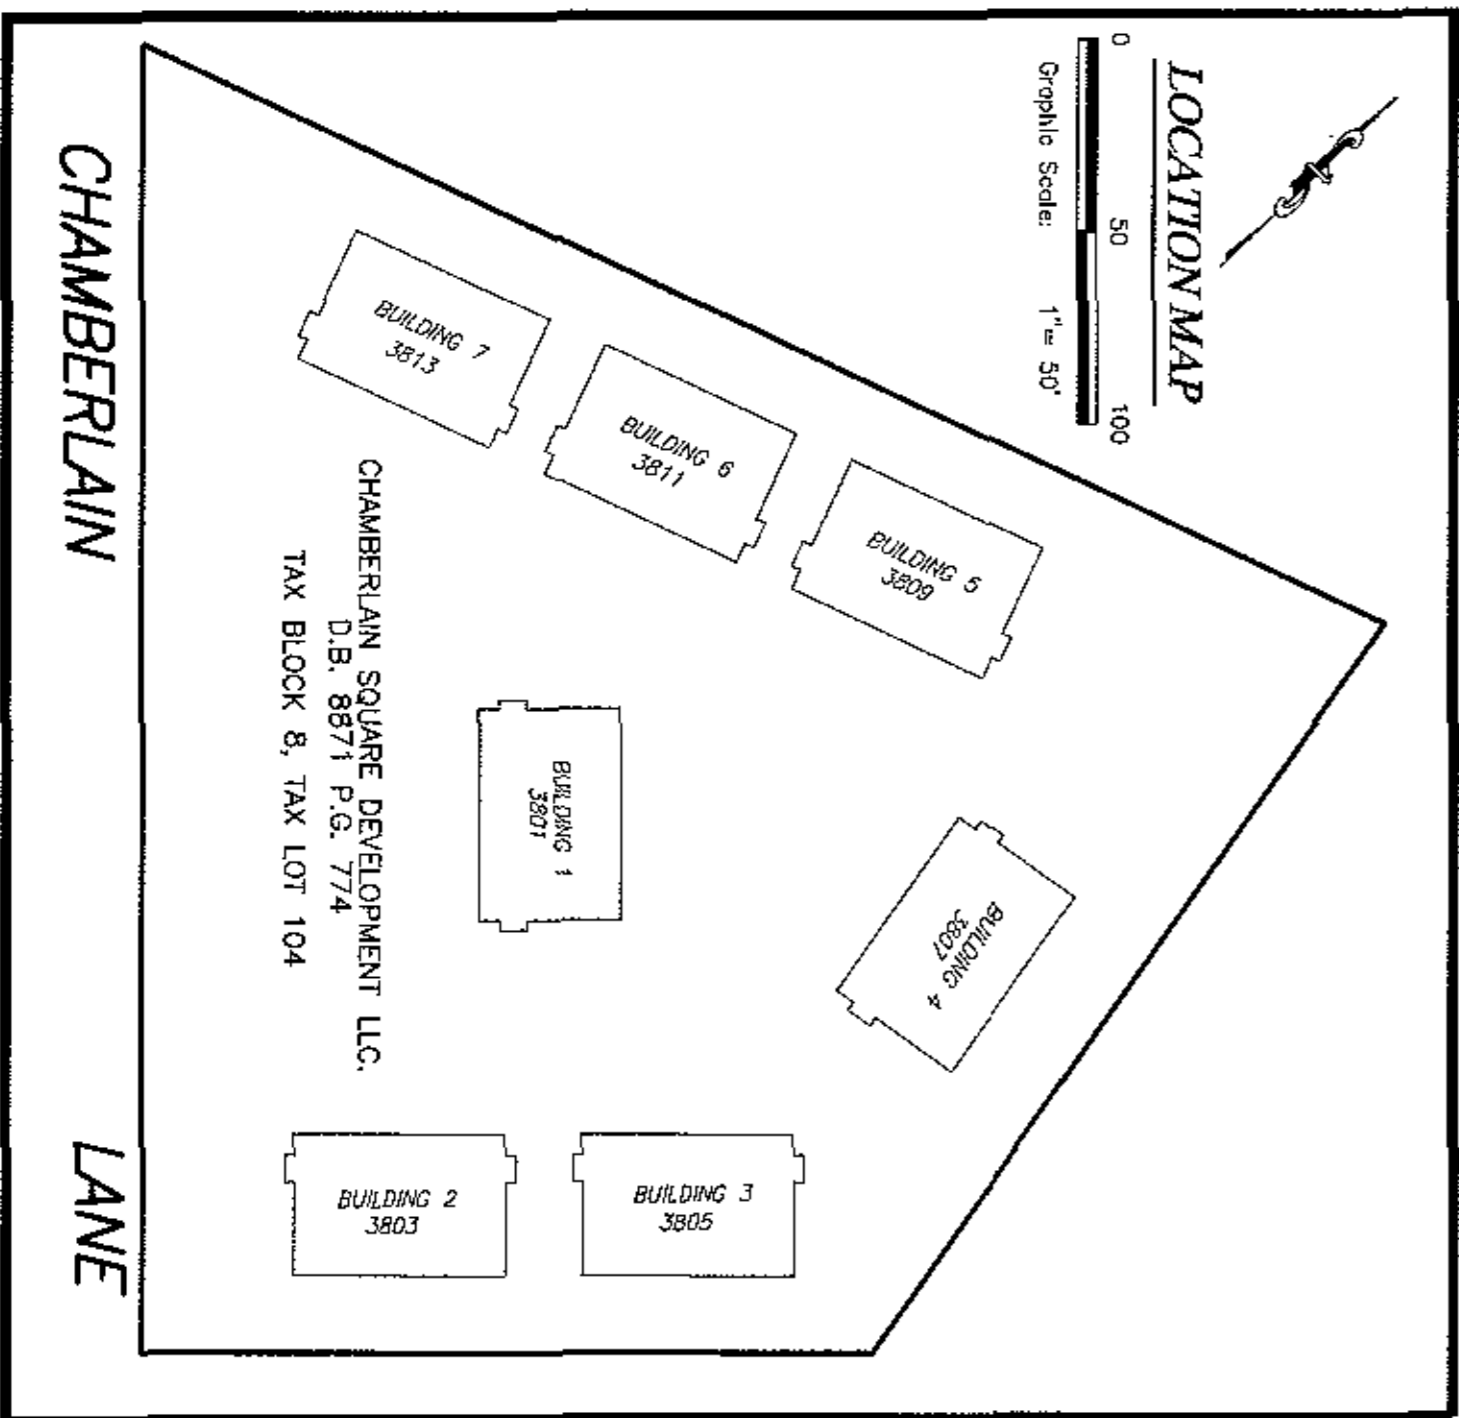 LOCATION MAP
0 50 100
Graphic Scale: 1"= 50'
BUILDING 7
3813
BUILDING 6
3811
BUILDING 5
3809
BUILDING 4
3807
BUILDING 1
3801
CHAMBERLAIN SQUARE DEVELOPMENT LLC.
D.B. 8871 P.G. 774
TAX BLOCK 8, TAX LOT 104
BUILDING 2
3803
BUILDING 3
3805
CHAMBERLAIN LANE